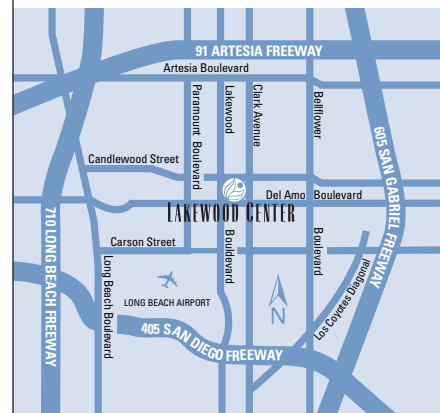 91 ARTESIA FREEWAY
Artesia Boulevard
Paramount Boulevard
Lakewood
Clark Avenue
Bellflower
605 SAN GABRIEL FREEWAY
Candlewood Street
Del Amo Boulevard
LAKEWOOD CENTER
710 LONG BEACH FREEWAY
Carson Street
Bouldevard
Boulevard
Long Beach Boulevard
LONG BEACH AIRPORT
N
Los Coyotes Diagonal
405 SAN DIEGO FREEWAY